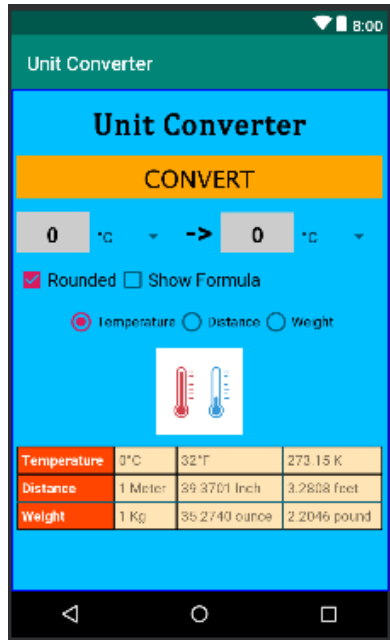 8:00
Unit Converter
Unit Converter
CONVERT
0 °C -> 0 °C
Rounded Show Formula
Temperature Distance Weight
Temperature 0°C 32°F 273.15 K
Distance 1 Meter 39.3701 Inch 3.2808 feet
Weight 1 Kg 35.2740 ounce 2.2046 pound